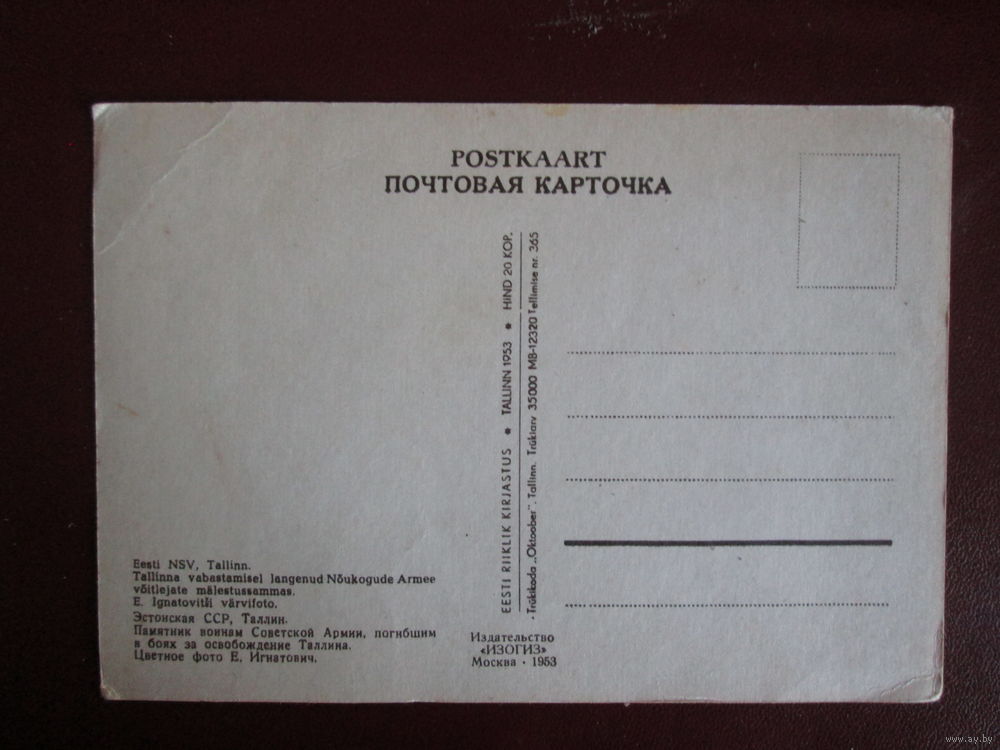 POSTKAART
ПОЧТОВАЯ КАРТОЧКА
EESTI RIIKLIK KIRJASTUS * TALLINN 1953 * HIND 20 KOP.
Trükikoda „Oktoober". Tallinn. Trükiarv 35000 MB-12320 Tellimise nr. 365
Eesti NSV, Tallinn.
Tallinna vabastamisel langenud Nõukogude Armee
võitlejate mälestussammas.
E. Ignatovitši värvifoto.
Эстонская ССР, Таллин.
Памятник воинам Советской Армии, погибшим
в боях за освобождение Таллина.
Цветное фото Е. Игнатович.
Издательство
«ИЗОГИЗ»
Москва · 1953
www.ay.by